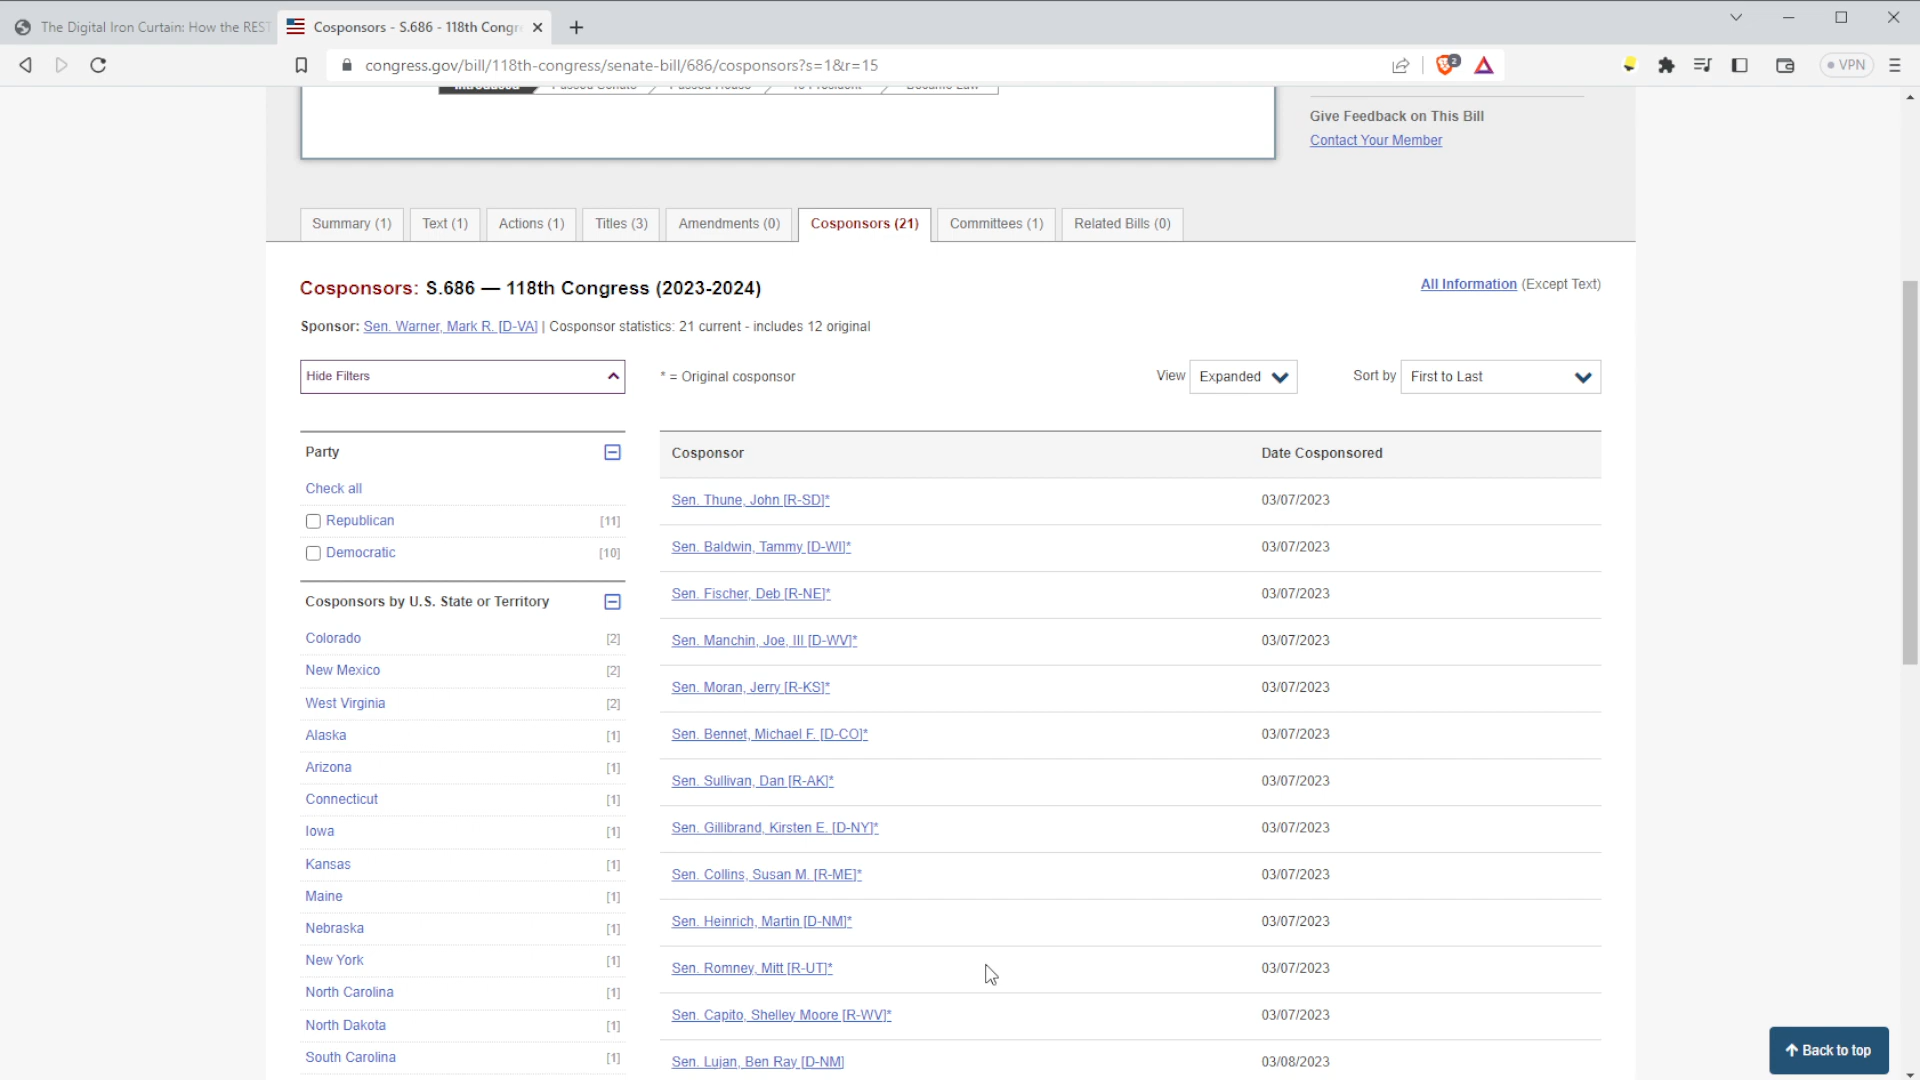 The Digital Iron Curtain: How the REST
Cosponsors - S.686 - 118th Congr
congress.gov/bill/118th-congress/senate-bill/686/cosponsors?s=1&r=15
2
VPN
Give Feedback on This Bill
Contact Your Member
Summary (1)
Text (1)
Actions (1)
Titles (3)
Amendments (0)
Cosponsors (21)
Committees (1)
Related Bills (0)
Cosponsors: S.686 — 118th Congress (2023-2024)
All Information (Except Text)
Sponsor: Sen. Warner, Mark R. [D-VA] | Cosponsor statistics: 21 current - includes 12 original
Hide Filters
* = Original cosponsor
View Expanded
Sort by First to Last
Party
Check all
Republican [11]
Democratic [10]
Cosponsors by U.S. State or Territory
Colorado [2]
New Mexico [2]
West Virginia [2]
Alaska [1]
Arizona [1]
Connecticut [1]
Iowa [1]
Kansas [1]
Maine [1]
Nebraska [1]
New York [1]
North Carolina [1]
North Dakota [1]
South Carolina [1]
Cosponsor Date Cosponsored
Sen. Thune, John [R-SD]* 03/07/2023
Sen. Baldwin, Tammy [D-WI]* 03/07/2023
Sen. Fischer, Deb [R-NE]* 03/07/2023
Sen. Manchin, Joe, III [D-WV]* 03/07/2023
Sen. Moran, Jerry [R-KS]* 03/07/2023
Sen. Bennet, Michael F. [D-CO]* 03/07/2023
Sen. Sullivan, Dan [R-AK]* 03/07/2023
Sen. Gillibrand, Kirsten E. [D-NY]* 03/07/2023
Sen. Collins, Susan M. [R-ME]* 03/07/2023
Sen. Heinrich, Martin [D-NM]* 03/07/2023
Sen. Romney, Mitt [R-UT]* 03/07/2023
Sen. Capito, Shelley Moore [R-WV]* 03/07/2023
Sen. Lujan, Ben Ray [D-NM] 03/08/2023
Back to top